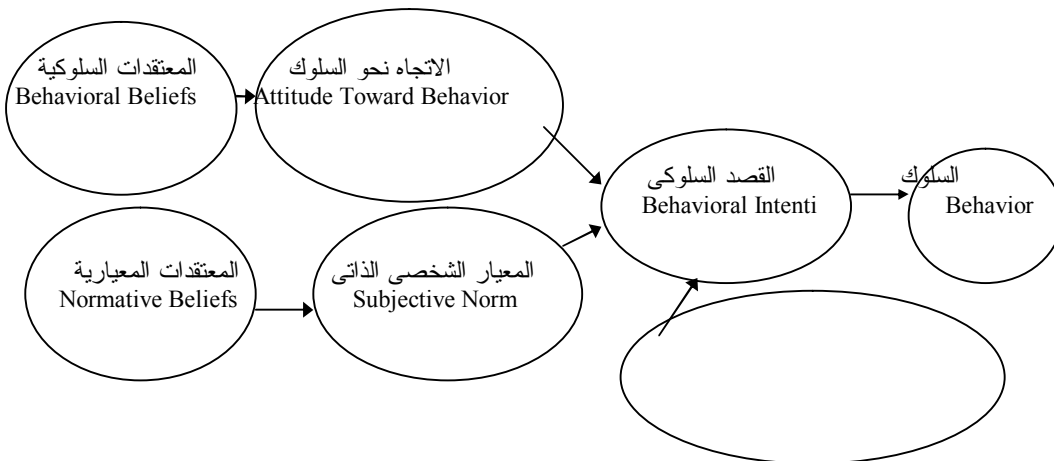 المعتقدات السلوكية
Behavioral Beliefs
الاتجاه نحو السلوك
Attitude Toward Behavior
القصد السلوكى
Behavioral Intenti
السلوك
Behavior
المعتقدات المعيارية
Normative Beliefs
المعيار الشخصى الذاتى
Subjective Norm